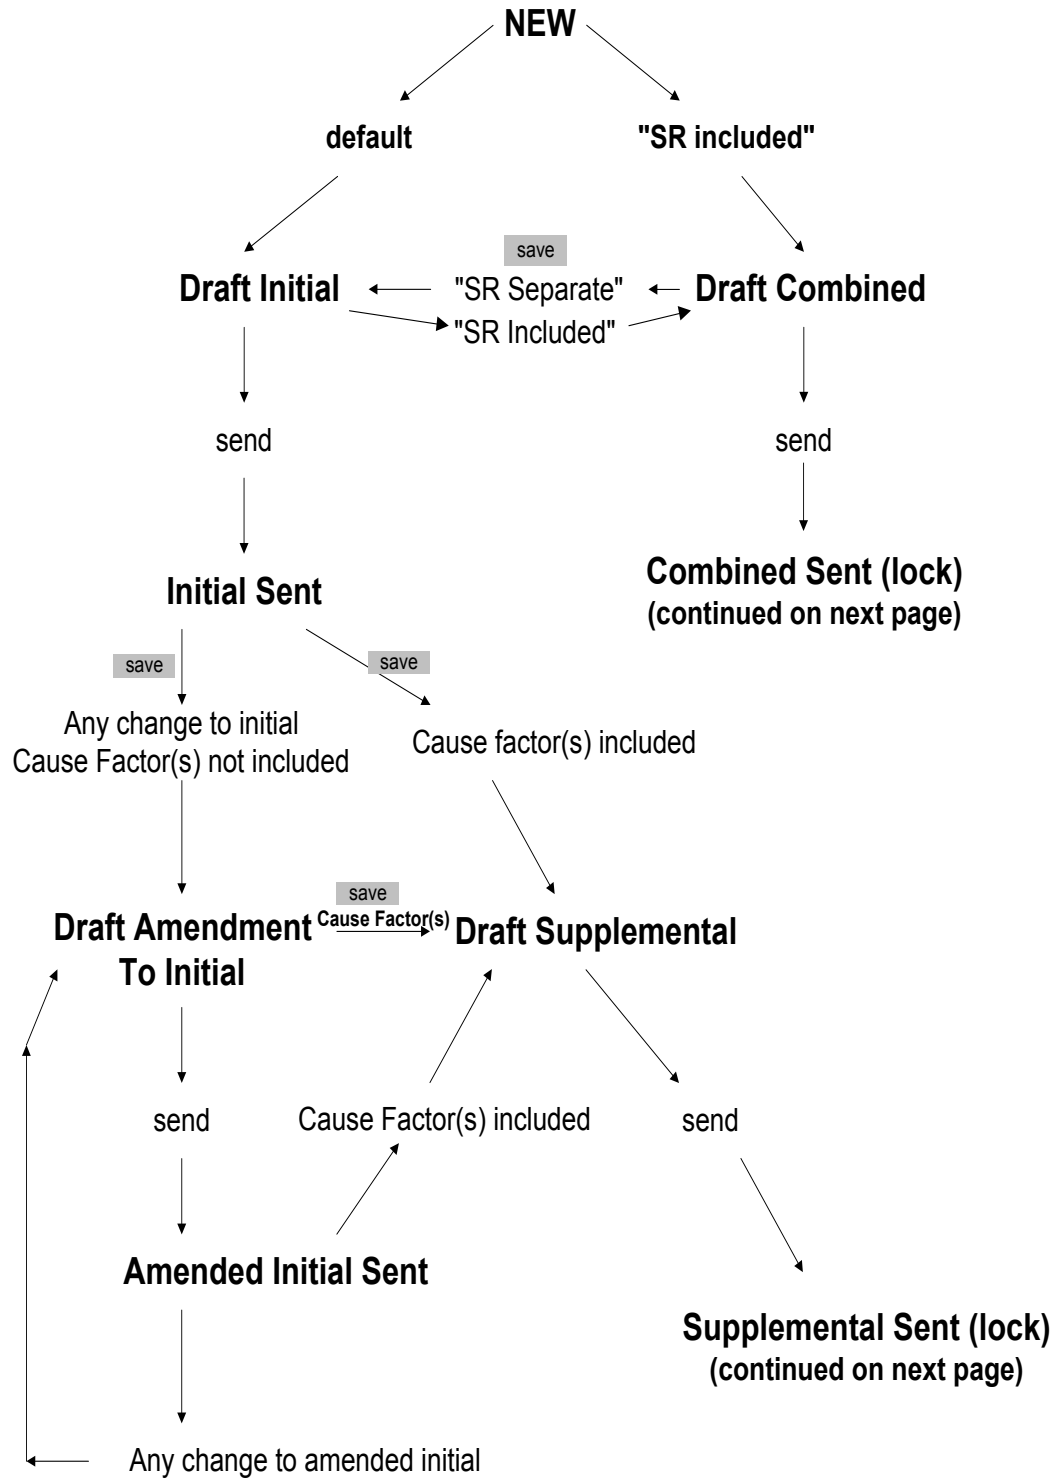 NEW
default
"SR included"
save
Draft Initial
"SR Separate"
Draft Combined
"SR Included"
send
send
Combined Sent (lock)
(continued on next page)
Initial Sent
save
save
Any change to initial
Cause Factor(s) not included
Cause factor(s) included
save
Draft Amendment
To Initial
Cause Factor(s)
Draft Supplemental
send
Cause Factor(s) included
send
Amended Initial Sent
Supplemental Sent (lock)
(continued on next page)
Any change to amended initial